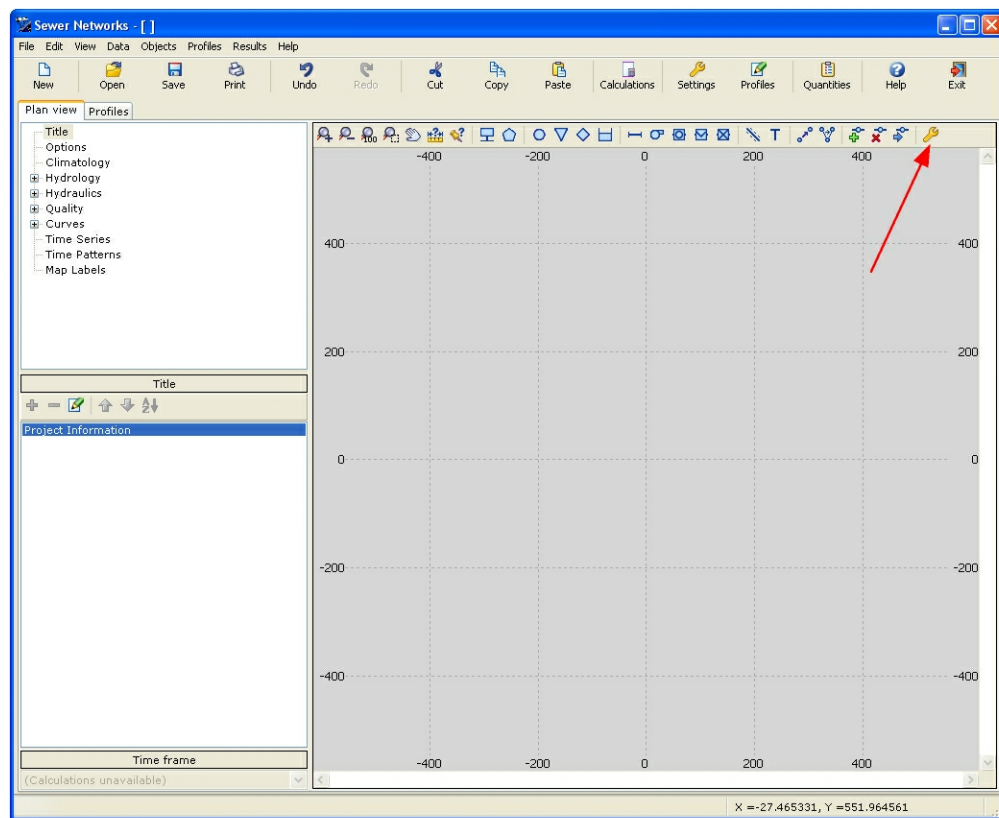 Sewer Networks - [ ]
File Edit View Data Objects Profiles Results Help
New Open Save Print Undo Redo Cut Copy Paste Calculations Settings Profiles Quantities Help Exit
Plan view Profiles
Title
Options
Climatology
Hydrology
Hydraulics
Quality
Curves
Time Series
Time Patterns
Map Labels
Title
Project Information
Time frame
(Calculations unavailable)
100 T
-400 -200 0 200 400
400 400
200 200
0 0
-200 -200
-400 -400
-400 -200 0 200 400
X =-27.465331, Y =551.964561